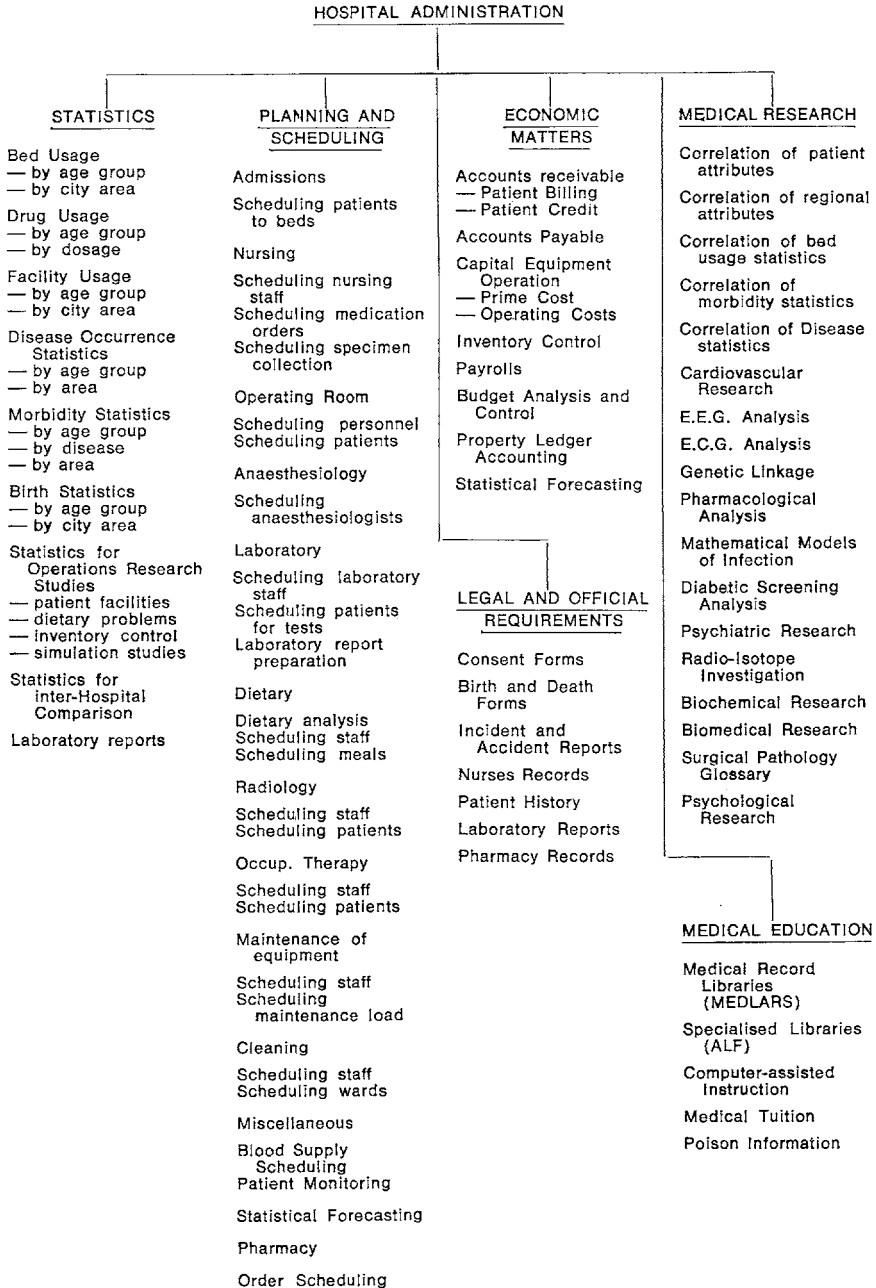 HOSPITAL ADMINISTRATION
STATISTICS
Bed Usage
— by age group
— by city area
Drug Usage
— by age group
— by dosage
Facility Usage
— by age group
— by city area
Disease Occurrence
Statistics
— by age group
— by area
Morbidity Statistics
— by age group
— by disease
— by area
Birth Statistics
— by age group
— by city area
Statistics for
Operations Research
Studies
— patient facilities
— dietary problems
— inventory control
— simulation studies
Statistics for
inter-Hospital
Comparison
Laboratory reports
PLANNING AND
SCHEDULING
Admissions
Scheduling patients
to beds
Nursing
Scheduling nursing
staff
Scheduling medication
orders
Scheduling specimen
collection
Operating Room
Scheduling personnel
Scheduling patients
Anaesthesiology
Scheduling
anaesthesiologists
Laboratory
Scheduling laboratory
staff
Scheduling patients
for tests
Laboratory report
preparation
Dietary
Dietary analysis
Scheduling staff
Scheduling meals
Radiology
Scheduling staff
Scheduling patients
Occup. Therapy
Scheduling staff
Scheduling patients
Maintenance of
equipment
Scheduling staff
Scheduling
maintenance load
Cleaning
Scheduling staff
Scheduling wards
Miscellaneous
Blood Supply
Scheduling
Patient Monitoring
Statistical Forecasting
Pharmacy
Order Scheduling
ECONOMIC
MATTERS
Accounts receivable
— Patient Billing
— Patient Credit
Accounts Payable
Capital Equipment
Operation
— Prime Cost
— Operating Costs
Inventory Control
Payrolls
Budget Analysis and
Control
Property Ledger
Accounting
Statistical Forecasting
LEGAL AND OFFICIAL
REQUIREMENTS
Consent Forms
Birth and Death
Forms
Incident and
Accident Reports
Nurses Records
Patient History
Laboratory Reports
Pharmacy Records
MEDICAL RESEARCH
Correlation of patient
attributes
Correlation of regional
attributes
Correlation of bed
usage statistics
Correlation of
morbidity statistics
Correlation of Disease
statistics
Cardiovascular
Research
E.E.G. Analysis
E.C.G. Analysis
Genetic Linkage
Pharmacological
Analysis
Mathematical Models
of Infection
Diabetic Screening
Analysis
Psychiatric Research
Radio-Isotope
Investigation
Biochemical Research
Biomedical Research
Surgical Pathology
Glossary
Psychological
Research
MEDICAL EDUCATION
Medical Record
Libraries
(MEDLARS)
Specialised Libraries
(ALF)
Computer-assisted
Instruction
Medical Tuition
Poison Information